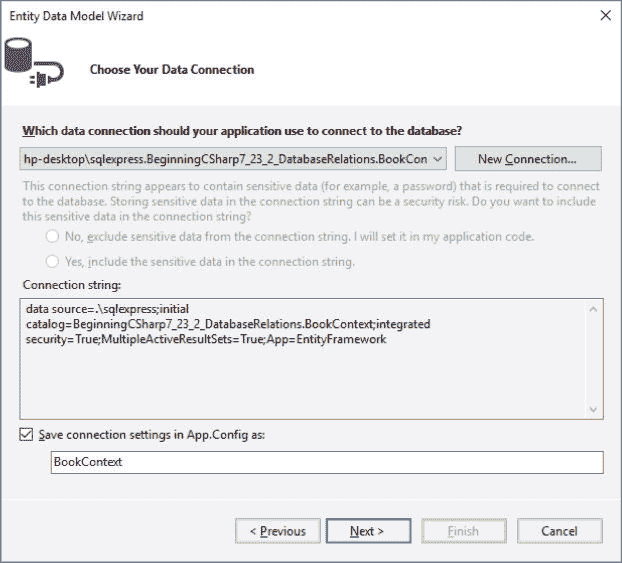 Entity Data Model Wizard
Choose Your Data Connection
Which data connection should your application use to connect to the database?
hp-desktop\sqlexpress.BeginningCSharp7_23_2_DatabaseRelations.BookCon
New Connection...
This connection string appears to contain sensitive data (for example, a password) that is required to connect
to the database. Storing sensitive data in the connection string can be a security risk. Do you want to include
this sensitive data in the connection string?
No, exclude sensitive data from the connection string. I will set it in my application code.
Yes, include the sensitive data in the connection string.
Connection string:
data source=.\sqlexpress;initial
catalog=BeginningCSharp7_23_2_DatabaseRelations.BookContext;integrated
security=True;MultipleActiveResultSets=True;App=EntityFramework
Save connection settings in App.Config as:
BookContext
< Previous
Next >
Finish
Cancel